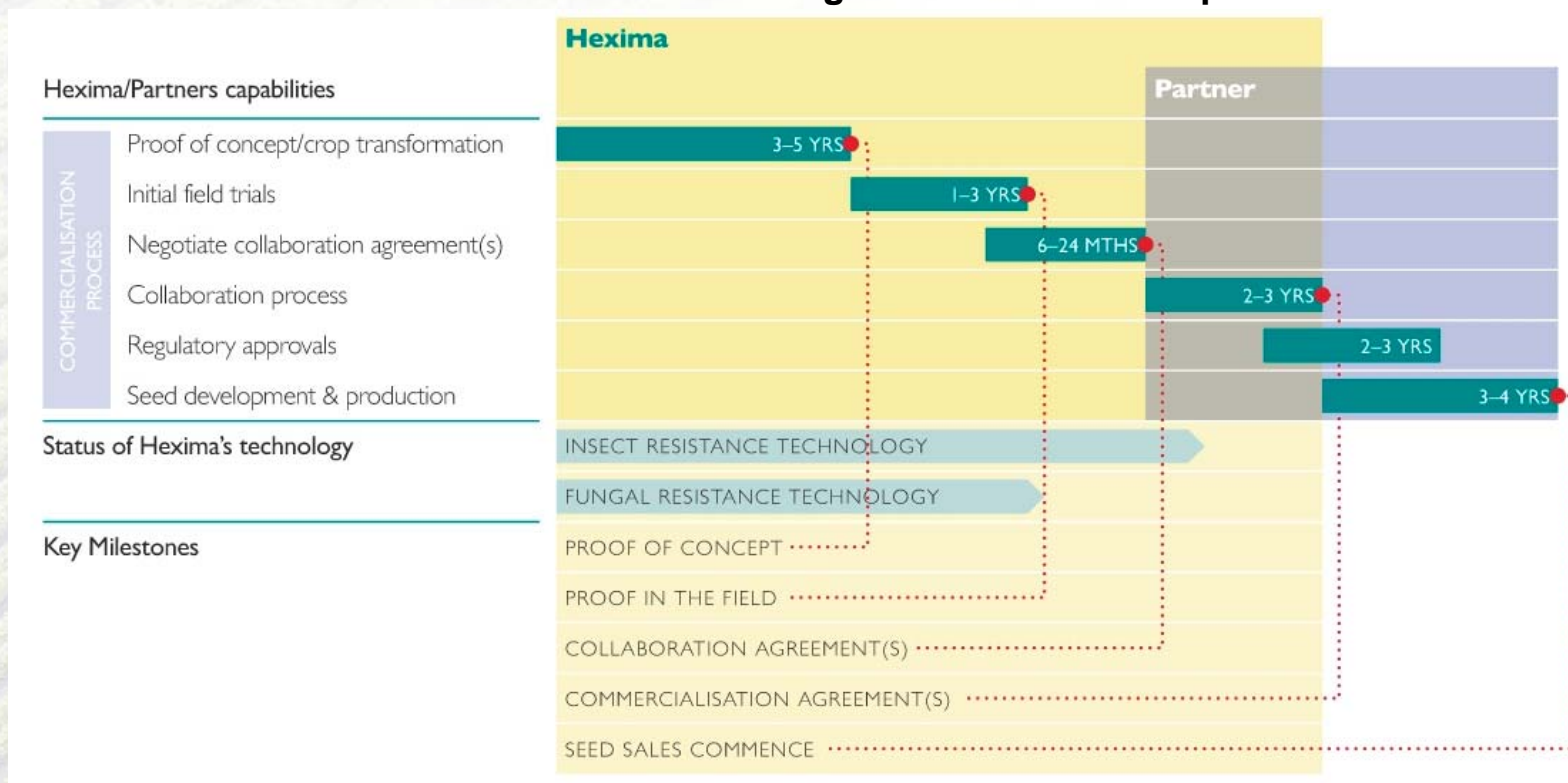 Hexima
Hexima/Partners capabilities
Partner
COMMERCIALISATION
PROCESS
Proof of concept/crop transformation
3–5 YRS
Initial field trials
1–3 YRS
Negotiate collaboration agreement(s)
6–24 MTHS
Collaboration process
2–3 YRS
Regulatory approvals
2–3 YRS
Seed development & production
3–4 YRS
Status of Hexima's technology
INSECT RESISTANCE TECHNOLOGY
FUNGAL RESISTANCE TECHNOLOGY
Key Milestones
PROOF OF CONCEPT
PROOF IN THE FIELD
COLLABORATION AGREEMENT(S)
COMMERCIALISATION AGREEMENT(S)
SEED SALES COMMENCE